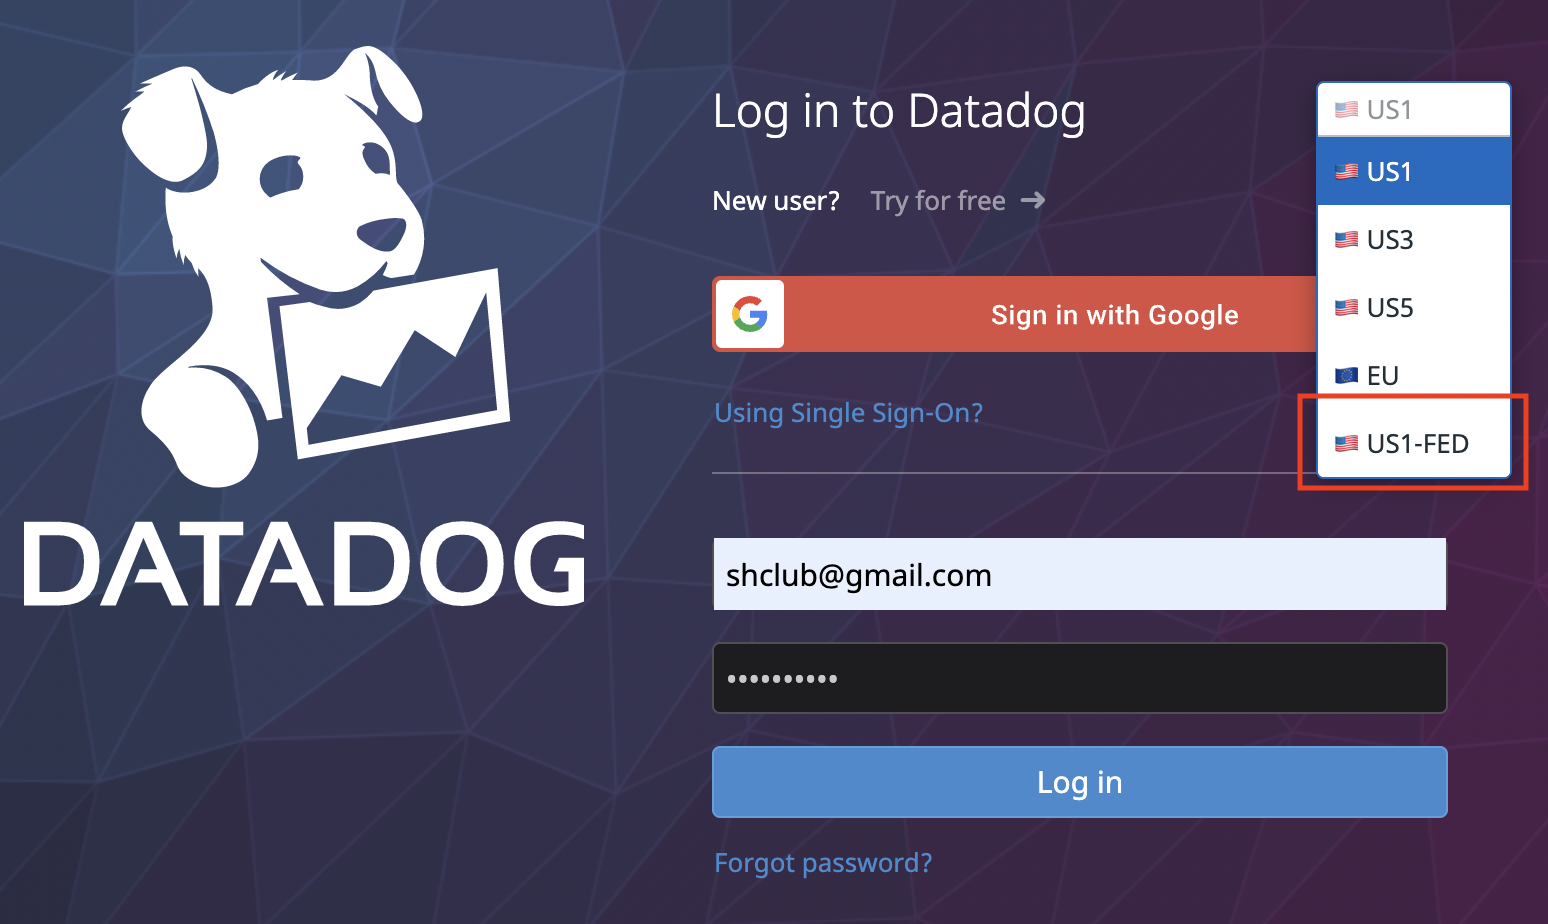 DATADOG
Log in to Datadog
New user? Try for free →
Sign in with Google
Using Single Sign-On?
shclub@gmail.com
••••••••••
Log in
Forgot password?
US1
US1
US3
US5
EU
US1-FED